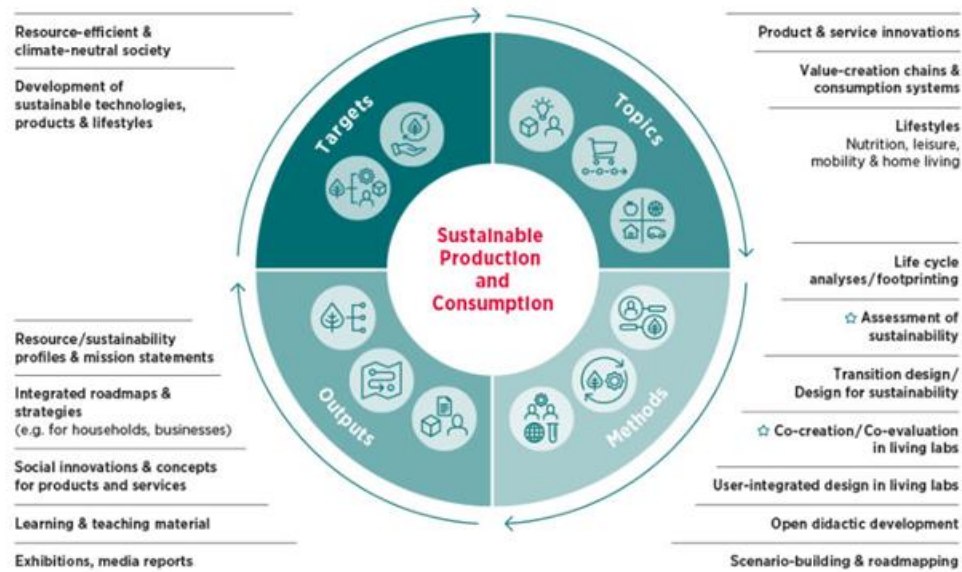 Resource-efficient &
climate-neutral society
Development of
sustainable technologies,
products & lifestyles
Targets
Topics
Product & service innovations
Value-creation chains &
consumption systems
Lifestyles
Nutrition, leisure,
mobility & home living
Sustainable
Production
and
Consumption
Life cycle
analyses/footprinting
☆ Assessment of
sustainability
Transition design/
Design for sustainability
☆ Co-creation/Co-evaluation
in living labs
User-integrated design in living labs
Open didactic development
Scenario-building & roadmapping
Methods
Outputs
Resource/sustainability
profiles & mission statements
Integrated roadmaps &
strategies
(e.g. for households, businesses)
Social innovations & concepts
for products and services
Learning & teaching material
Exhibitions, media reports